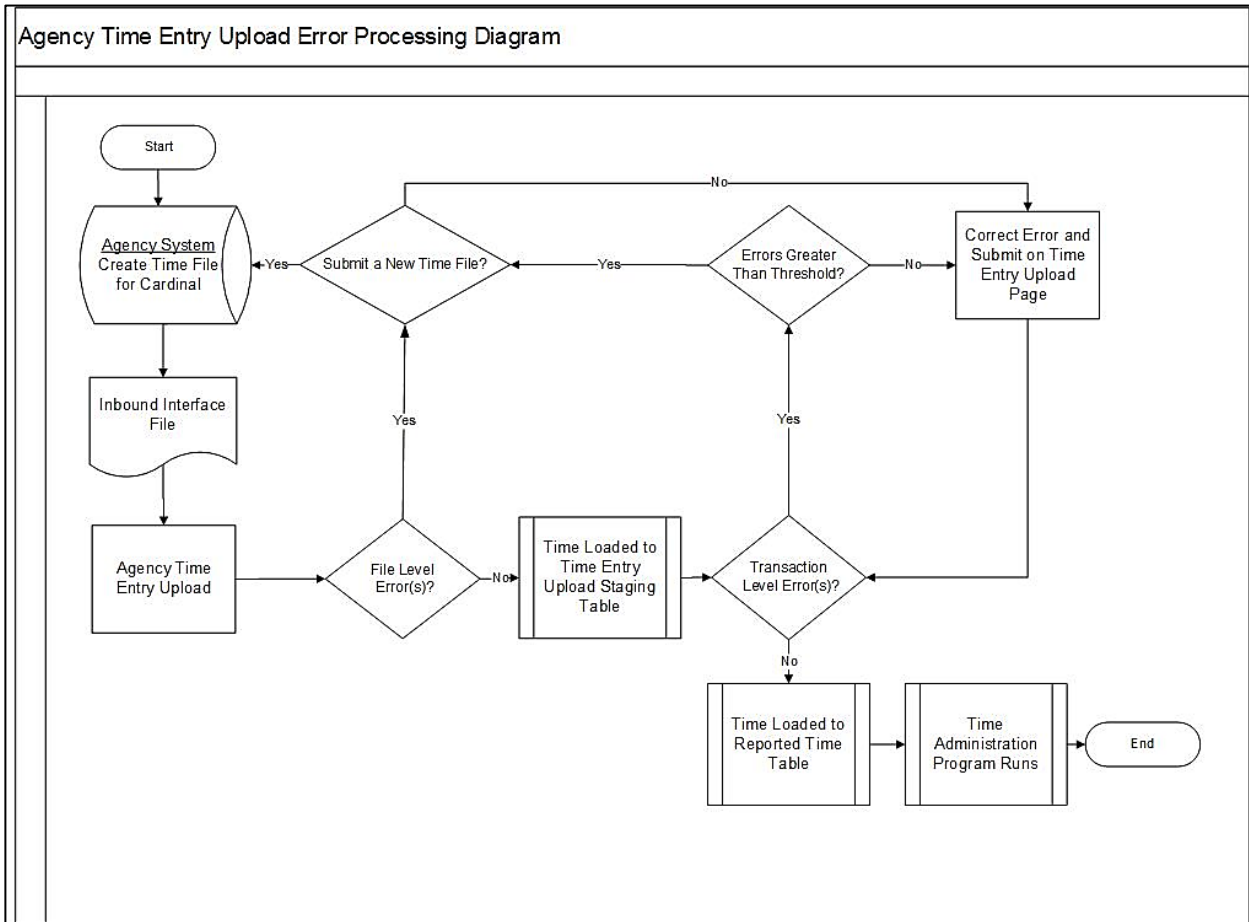 Agency Time Entry Upload Error Processing Diagram
Start
No
Agency System
Create Time File
for Cardinal
Yes
Submit a New Time File?
Yes
Errors Greater
Than Threshold?
No
Correct Error and
Submit on Time
Entry Upload
Page
Inbound Interface
File
Yes
Yes
Agency Time
Entry Upload
File Level
Error(s)?
No
Time Loaded to
Time Entry
Upload Staging
Table
Transaction
Level Error(s)?
No
Time Loaded to
Reported Time
Table
Time
Administration
Program Runs
End